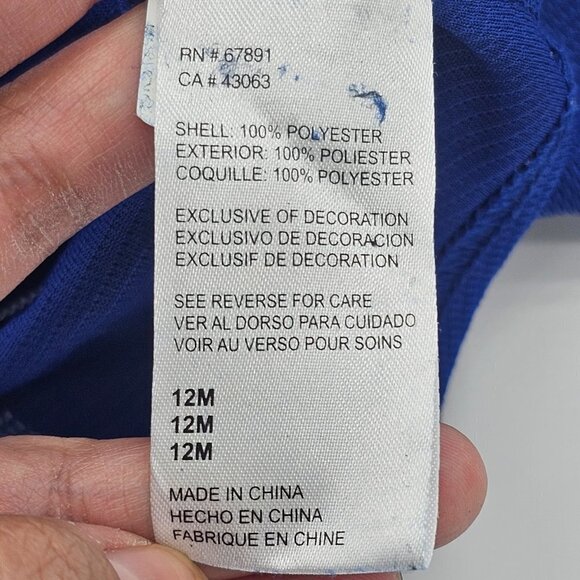 RN # 67891
CA # 43063
SHELL: 100% POLYESTER
EXTERIOR: 100% POLIESTER
COQUILLE: 100% POLYESTER
EXCLUSIVE OF DECORATION
EXCLUSIVO DE DECORACION
EXCLUSIF DE DECORATION
SEE REVERSE FOR CARE
VER AL DORSO PARA CUIDADO
VOIR AU VERSO POUR SOINS
12M
12M
12M
MADE IN CHINA
HECHO EN CHINA
FABRIQUE EN CHINE